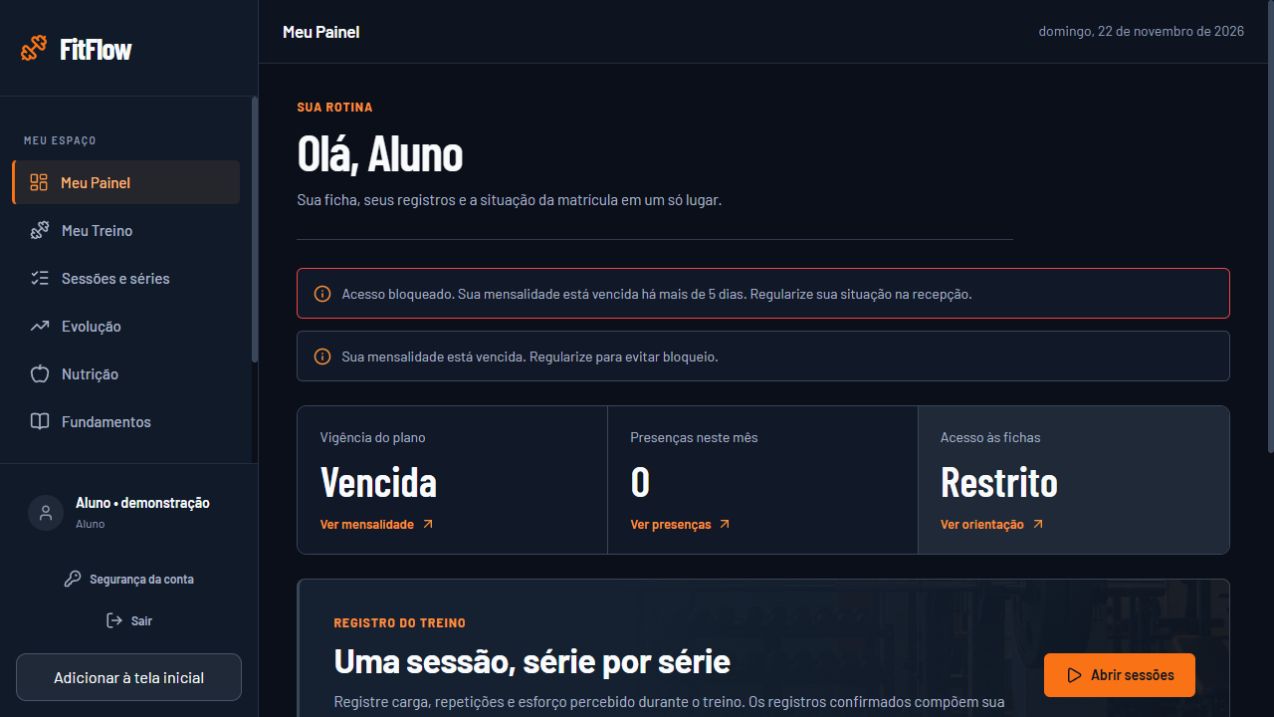 FitFlow
MEU ESPAÇO
Meu Painel
Meu Treino
Sessões e séries
Evolução
Nutrição
Fundamentos
Aluno • demonstração
Aluno
Segurança da conta
Sair
Adicionar à tela inicial
Meu Painel
domingo, 22 de novembro de 2026
SUA ROTINA
Olá, Aluno
Sua ficha, seus registros e a situação da matrícula em um só lugar.
Acesso bloqueado. Sua mensalidade está vencida há mais de 5 dias. Regularize sua situação na recepção.
Sua mensalidade está vencida. Regularize para evitar bloqueio.
Vigência do plano
Vencida
Ver mensalidade
Presenças neste mês
0
Ver presenças
Acesso às fichas
Restrito
Ver orientação
REGISTRO DO TREINO
Uma sessão, série por série
Registre carga, repetições e esforço percebido durante o treino. Os registros confirmados compõem sua
Abrir sessões